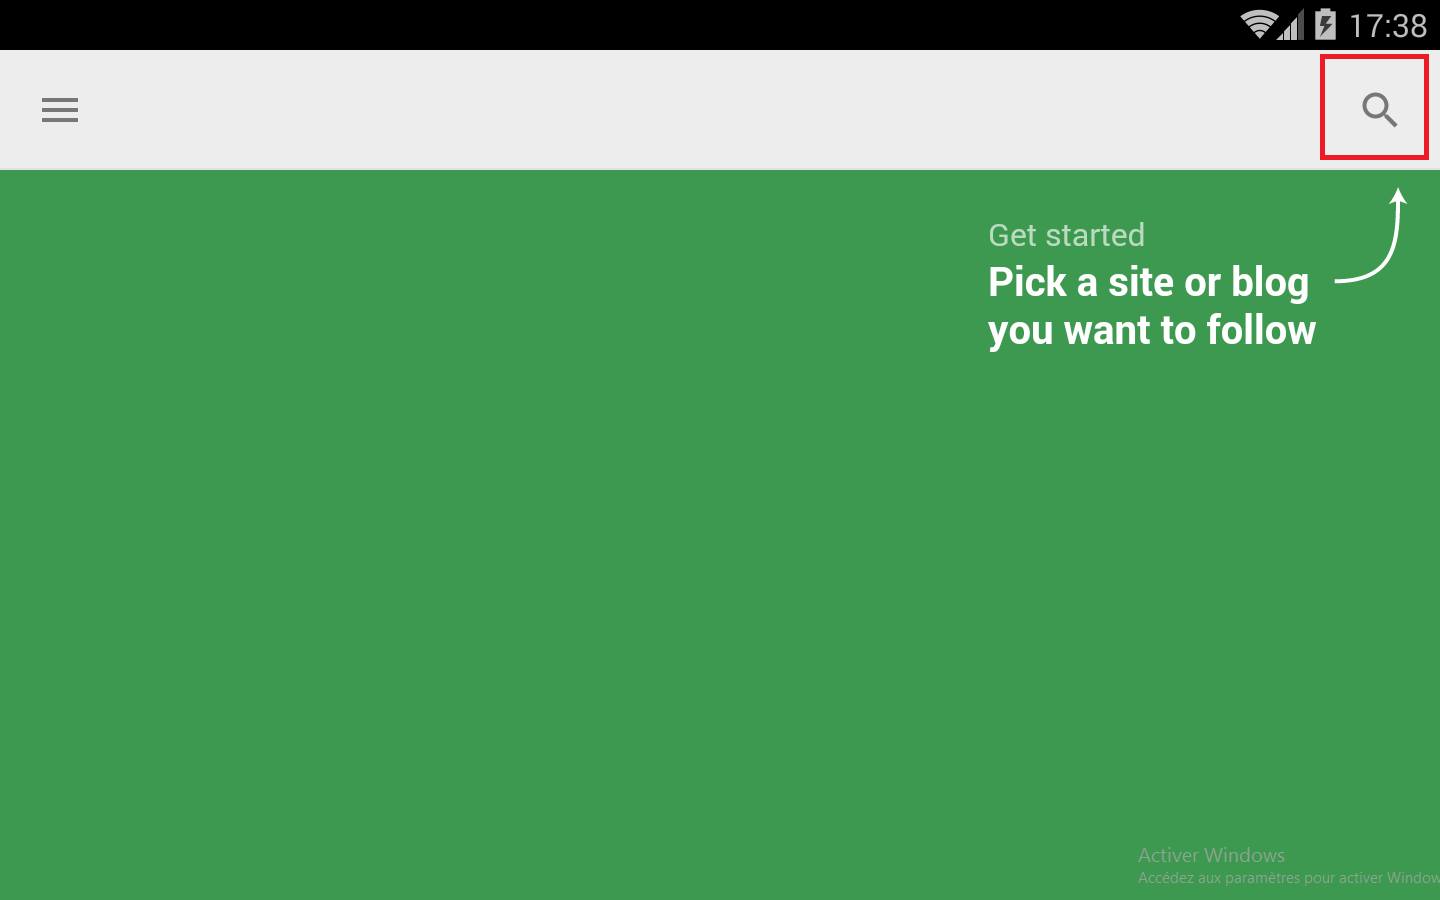 17:38
Get started
Pick a site or blog
you want to follow
Activer Windows
Accédez aux paramètres pour activer Window